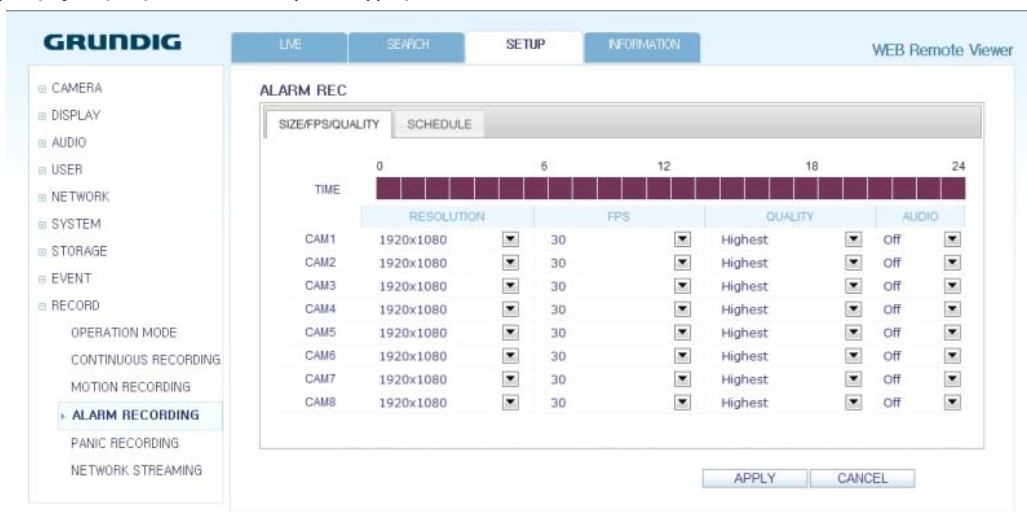 GRUNDIG
LIVE SEARCH SETUP INFORMATION
WEB Remote Viewer
CAMERA
DISPLAY
AUDIO
USER
NETWORK
SYSTEM
STORAGE
EVENT
RECORD
OPERATION MODE
CONTINUOUS RECORDING
MOTION RECORDING
ALARM RECORDING
PANIC RECORDING
NETWORK STREAMING
ALARM REC
SIZE/FPS/QUALITY SCHEDULE
0 6 12 18 24
TIME
RESOLUTION FPS QUALITY AUDIO
CAM1 1920x1080 30 Highest Off
CAM2 1920x1080 30 Highest Off
CAM3 1920x1080 30 Highest Off
CAM4 1920x1080 30 Highest Off
CAM5 1920x1080 30 Highest Off
CAM6 1920x1080 30 Highest Off
CAM7 1920x1080 30 Highest Off
CAM8 1920x1080 30 Highest Off
APPLY CANCEL